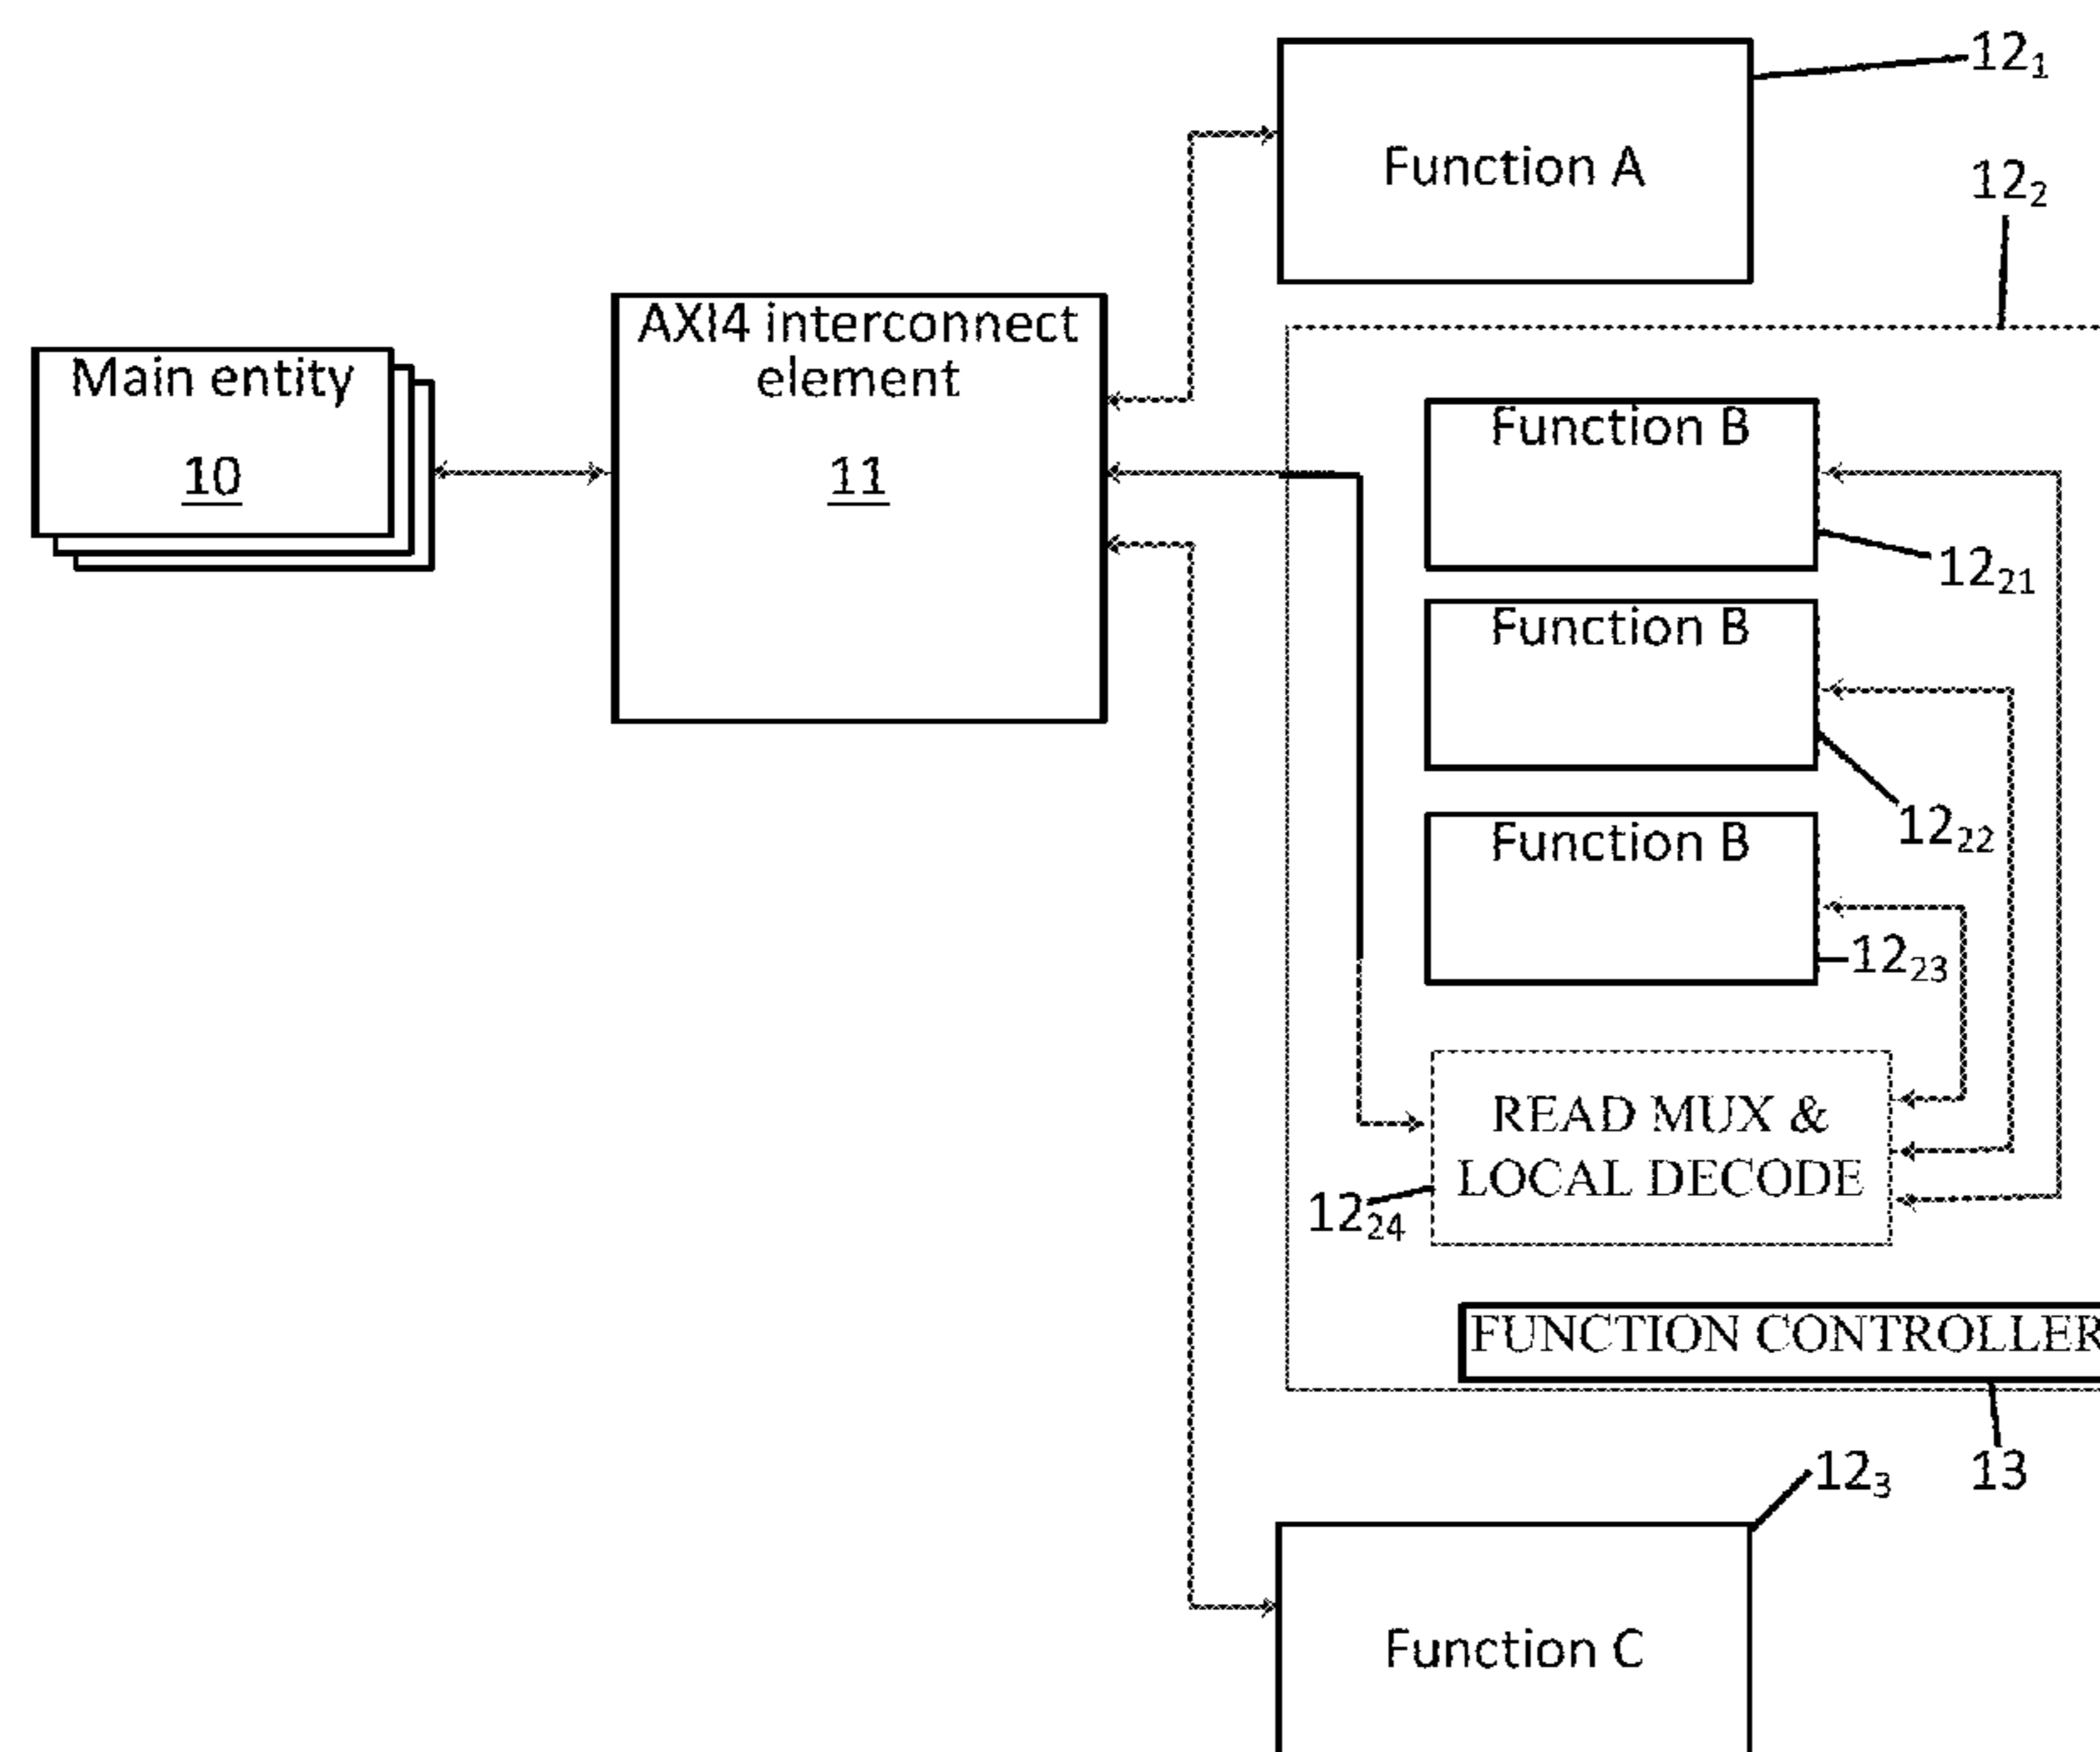 12₁
Function A
12₂
AXI4 interconnect
element
11
Main entity
10
Function B
12₂₁
Function B
12₂₂
Function B
12₂₃
READ MUX &
LOCAL DECODE
12₂₄
FUNCTION CONTROLLER
13
12₃
Function C